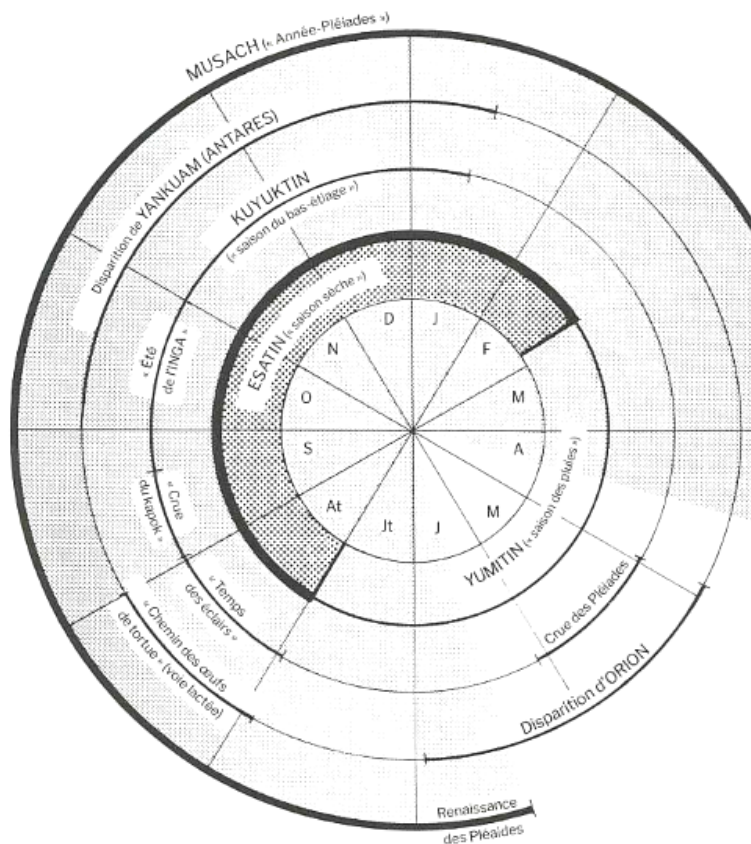 MUSACH (« Année-Pléiades »)
Disparition de YANKUAM (ANTARES)
KUYUKTIN
(« saison du bas-étiage »)
ESATIN (« saison sèche »)
« Été
de l'INGA »
« Crue
du kapok »
« Temps
des éclairs »
« Chemin des œufs
de tortue » (voie lactée)
D
J
N
F
O
M
S
A
At
M
Jt
J
YUMITIN (« saison des pluies »)
Crue des Pléiades
Disparition d'ORION
Renaissance
des Pléaides